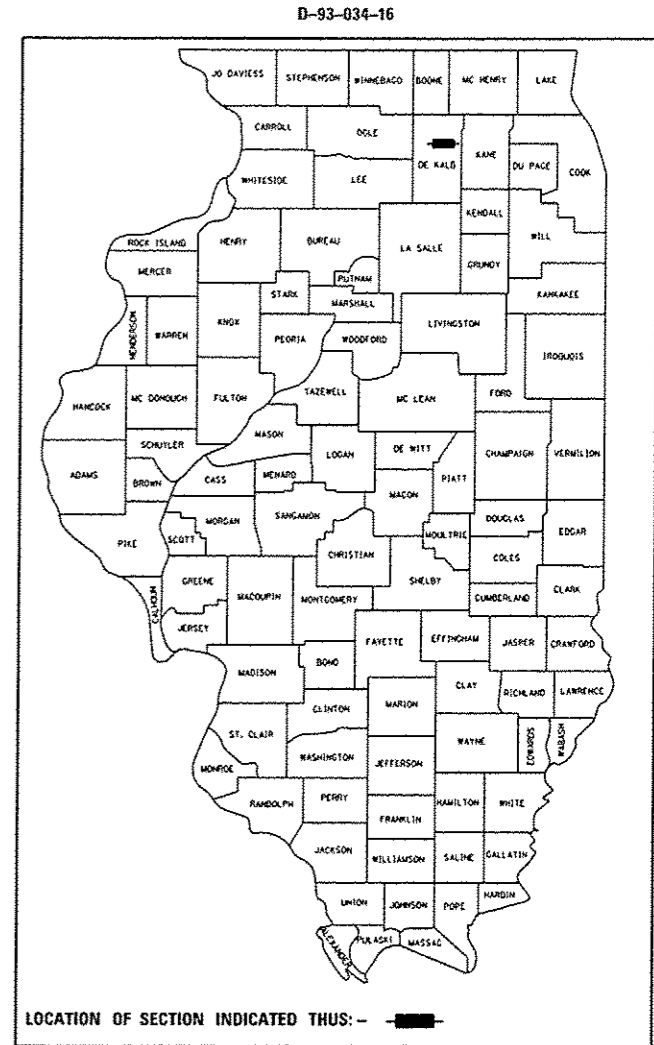 D-93-034-16
JO DAVIESS STEPHENSON WINNEBAGO BOONE MC HENRY LAKE
CARROLL OGLE DE KALB KANE DU PAGE COOK
WHITESIDE LEE
KENDALL
ROCK ISLAND HENRY BUREAU LA SALLE GRUNDY WILL
MERCER PUTNAM
KANKAKEE
STARK MARSHALL
HENDERSON WARREN KNOX PEORIA WOODFORD LIVINGSTON IROQUOIS
HANCOCK MC DONOUGH FULTON TAZEWELL MC LEAN FORD
MASON
SCHUYLER LOGAN DE WITT CHAMPAIGN VERMILION
ADAMS BROWN CASS MENARD PIATT
MACON
MORGAN SANGAMON DOUGLAS
PIKE SCOTT CHRISTIAN MOULTRIE COLES EDGAR
CALHOUN GREENE MACOUPIN MONTGOMERY SHELBY CUMBERLAND CLARK
JERSEY
FAYETTE EFFINGHAM JASPER CRAWFORD
MADISON BOND
CLAY RICHLAND LAWRENCE
CLINTON MARION
ST. CLAIR WAYNE EDWARDS WABASH
MONROE WASHINGTON JEFFERSON
RANDOLPH PERRY HAMILTON WHITE
FRANKLIN
JACKSON WILLIAMSON SALINE GALLATIN
UNION JOHNSON POPE HARDIN
ALEXANDER PULASKI MASSAC
LOCATION OF SECTION INDICATED THUS: -